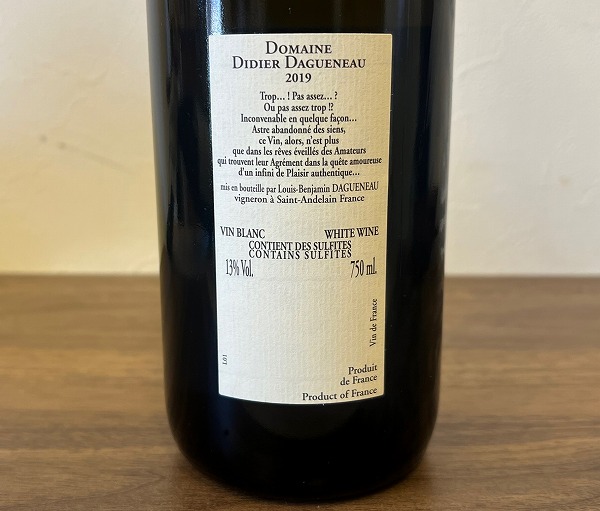 DOMAINE
DIDIER DAGUENEAU
2019
Trop... ! Pas assez... ?
Ou pas assez trop !?
Inconvenable en quelque façon...
Astre abandonné des siens,
ce Vin, alors, n'est plus
que dans les rêves éveillés des Amateurs
qui trouvent leur Agrément dans la quête amoureuse
d'un infini de Plaisir authentique...
mis en bouteille par Louis-Benjamin DAGUENEAU
vigneron à Saint-Andelain France
VIN BLANC WHITE WINE
CONTIENT DES SULFITES
CONTAINS SULFITES
13% Vol. 750 ml.
Vin de France
L01
Produit
de France
Product of France